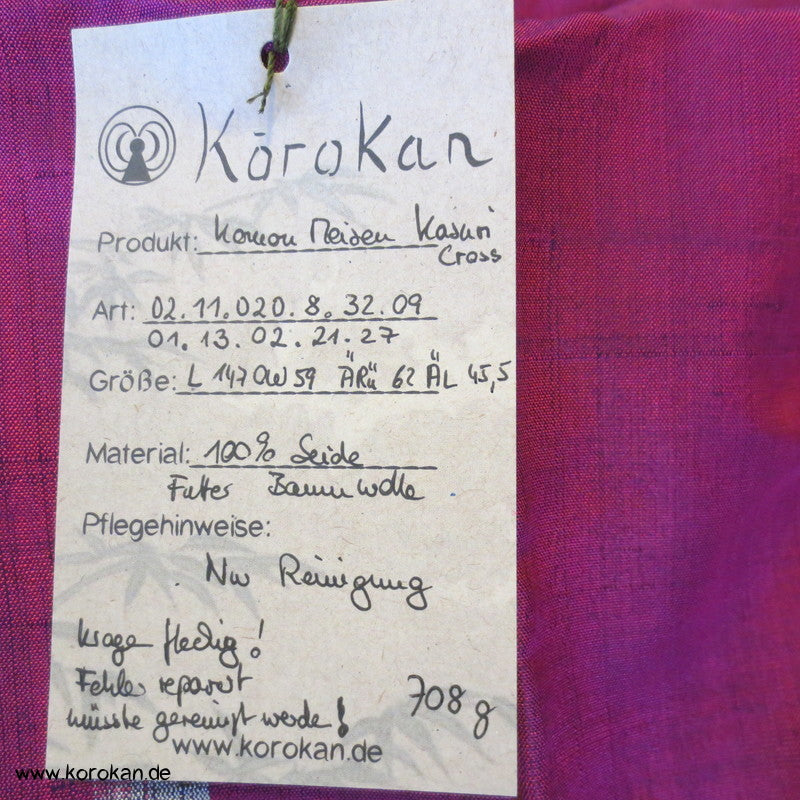 Kōrokan
Produkt: Komon Meisen Kasuri
Cross
Art: 02.11.020.8.32.09
01.13.02.21.27
Größe: L 147 OW 59 ÄRü 62 ÄL 45,5
Material: 100% Seide
Futter Baumwolle
Pflegehinweise:
Nur Reinigung
Kragen fleckig!
Fehler repariert
müsste gereinigt werden!
708 g
www.korokan.de
www.korokan.de